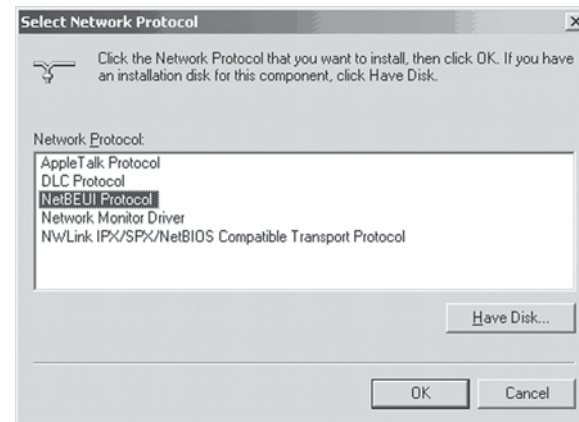 Select Network Protocol
Click the Network Protocol that you want to install, then click OK. If you have
an installation disk for this component, click Have Disk.
Network Protocol:
AppleTalk Protocol
DLC Protocol
NetBEUI Protocol
Network Monitor Driver
NWLink IPX/SPX/NetBIOS Compatible Transport Protocol
Have Disk...
OK
Cancel